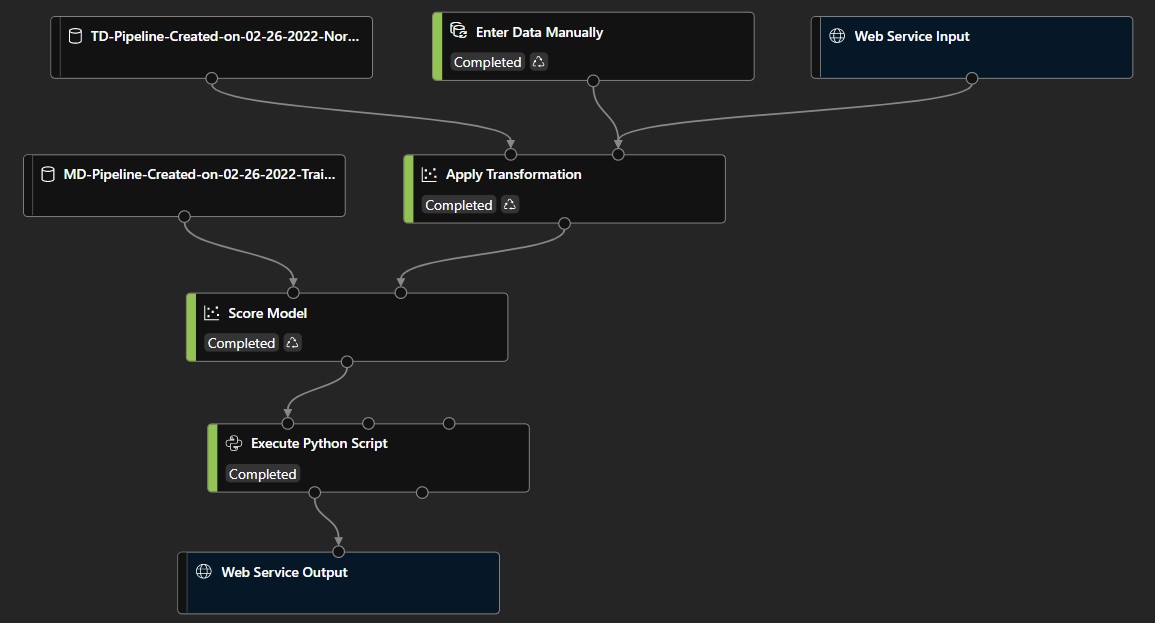 TD-Pipeline-Created-on-02-26-2022-Nor...
Enter Data Manually
Completed
Web Service Input
MD-Pipeline-Created-on-02-26-2022-Trai...
Apply Transformation
Completed
Score Model
Completed
Execute Python Script
Completed
Web Service Output